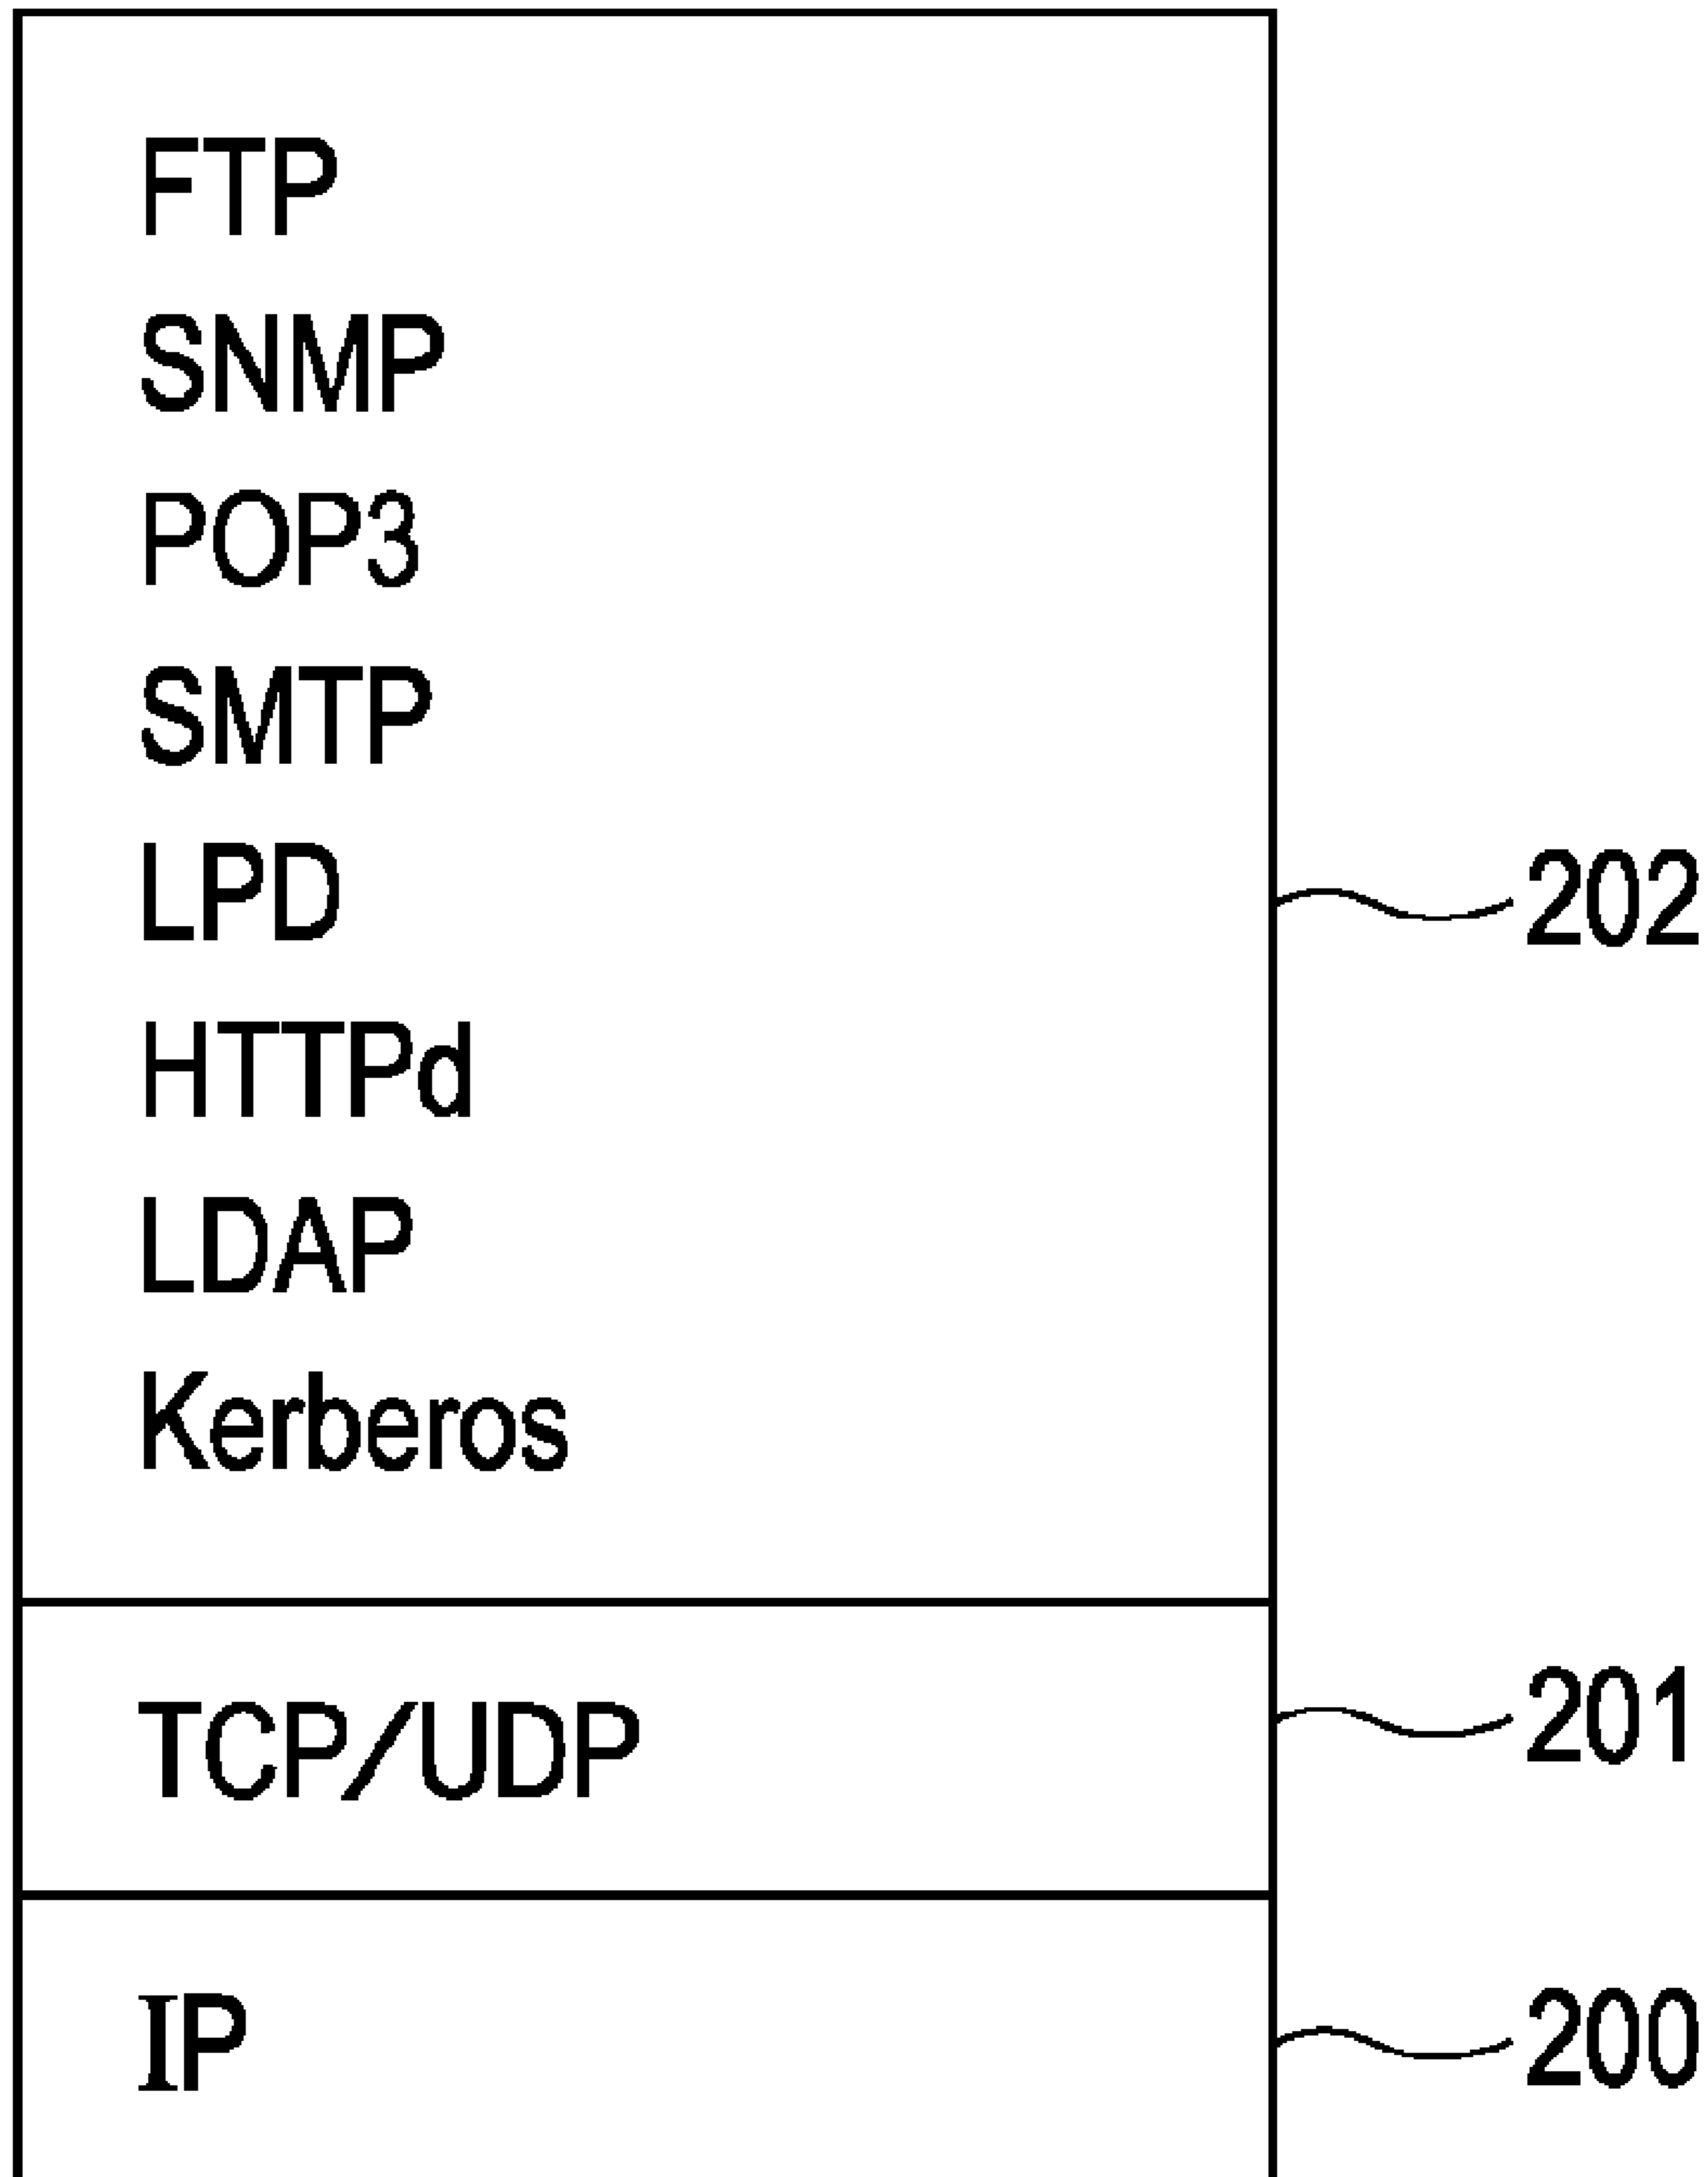 FTP
SNMP
POP3
SMTP
LPD
202
HTTPd
LDAP
Kerberos
TCP/UDP
201
IP
200